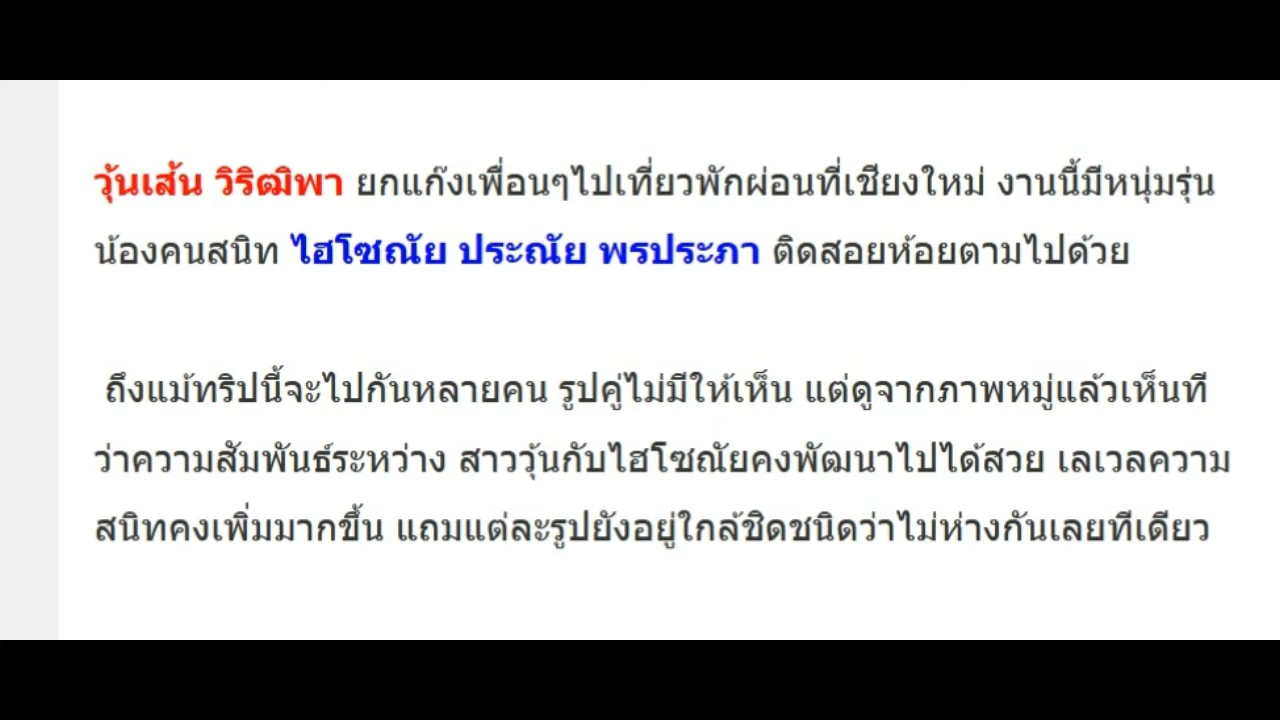 วุ้นเส้น วิริฒิพา ยกแก๊งเพื่อนๆไปเที่ยวพักผ่อนที่เชียงใหม่ งานนี้มีหนุ่มรุ่น
น้องคนสนิท ไฮโซณัย ประณัย พรประภา ติดสอยห้อยตามไปด้วย
ถึงแม้ทริปนี้จะไปกันหลายคน รูปคู่ไม่มีให้เห็น แต่ดูจากภาพหมู่แล้วเห็นที
ว่าความสัมพันธ์ระหว่าง สาววุ้นกับไฮโซณัยคงพัฒนาไปได้สวย เลเวลความ
สนิทคงเพิ่มมากขึ้น แถมแต่ละรูปยังอยู่ใกล้ชิดชนิดว่าไม่ห่างกันเลยทีเดียว